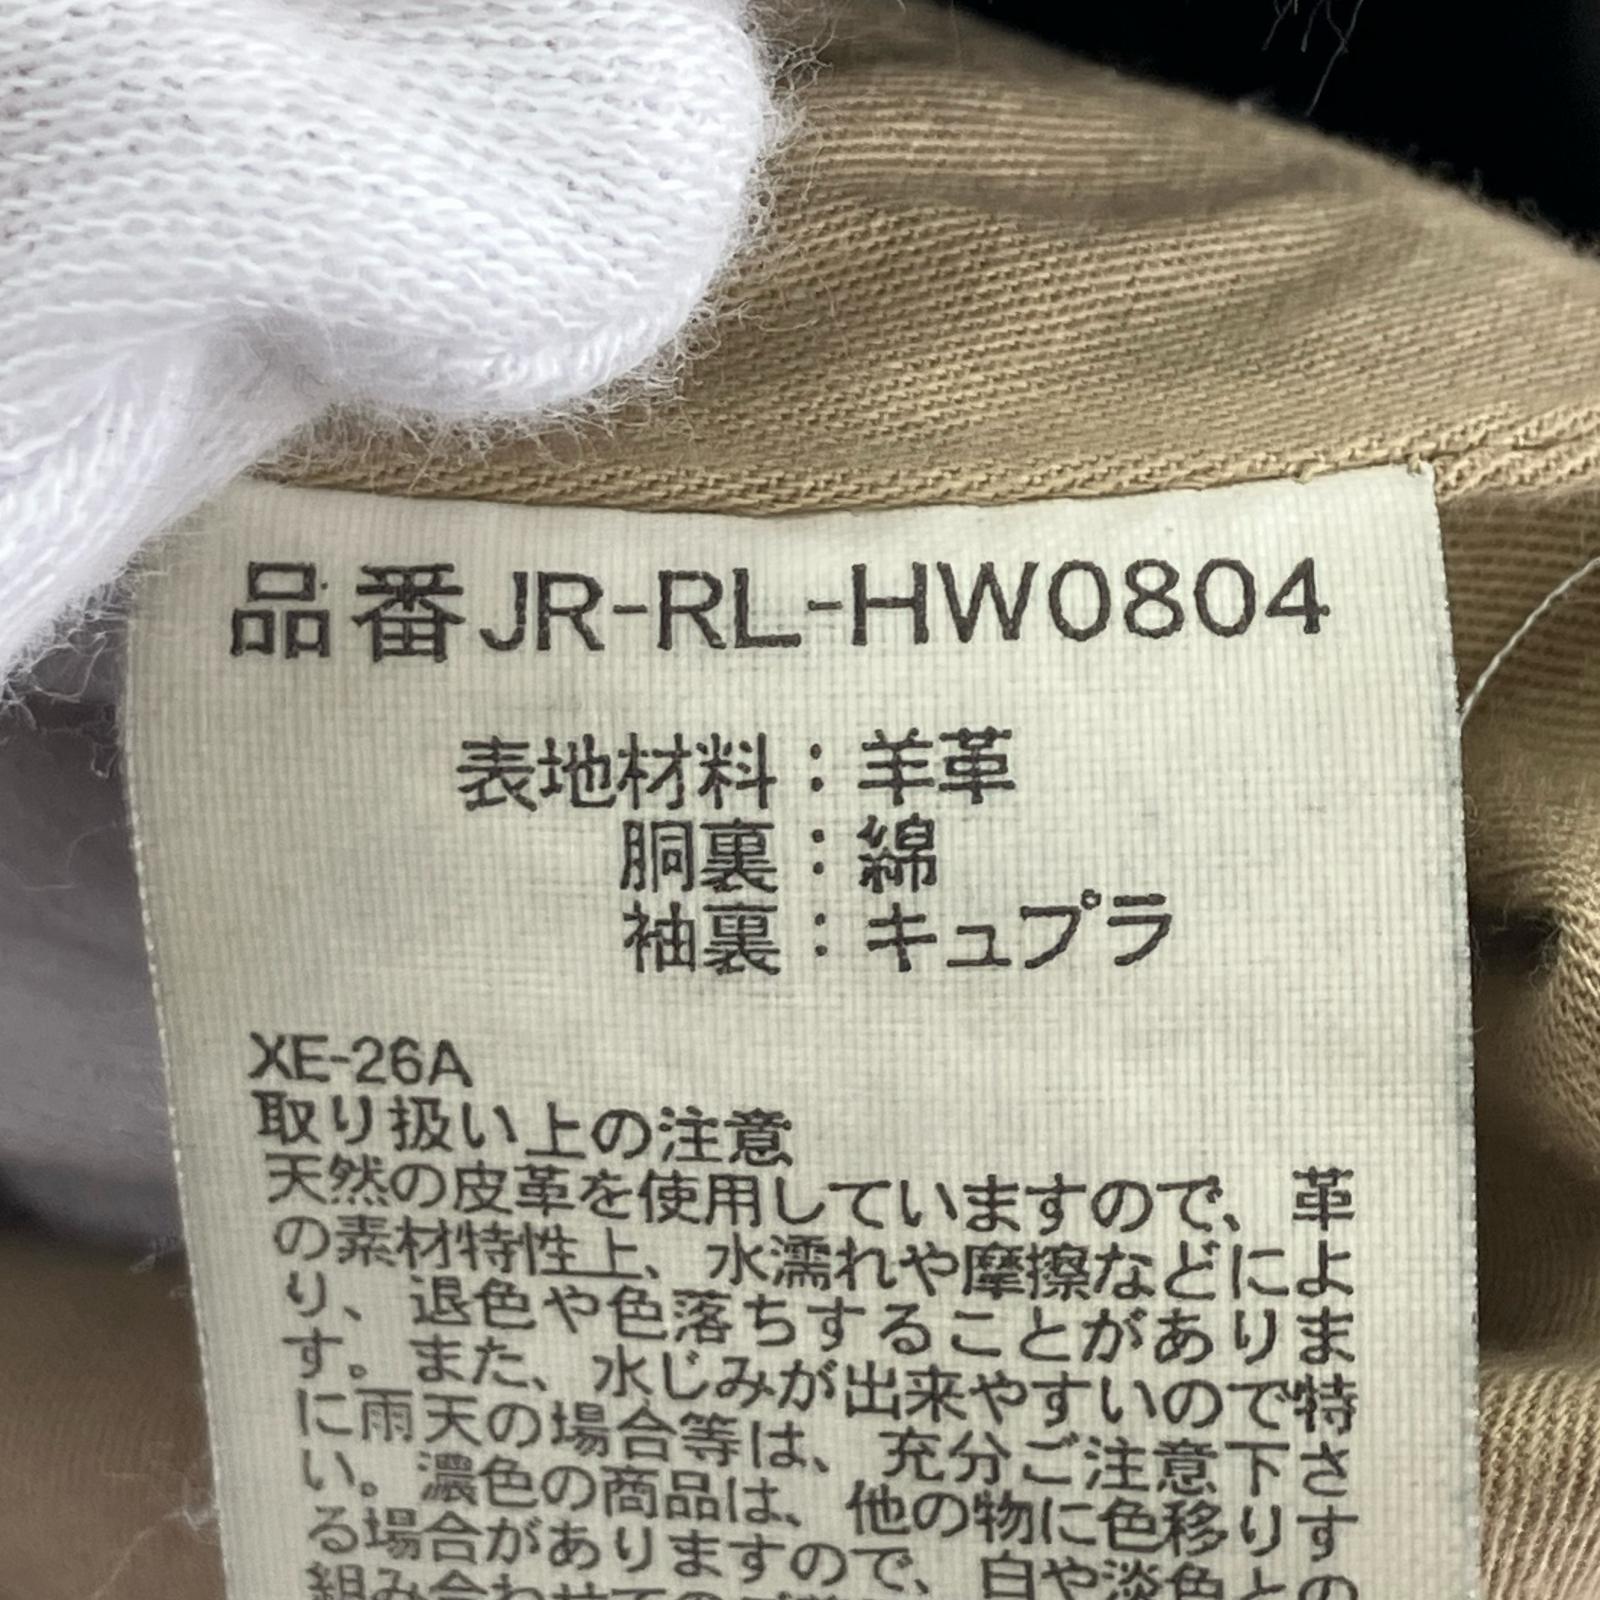 品番JR-RL-HW0804
表地材料：羊革
胴裏：綿
袖裏：キュプラ
XE-26A
取り扱い上の注意
天然の皮革を使用していますので、革
の素材特性上、水濡れや摩擦などによ
り、退色や色落ちすることがありま
す。また、水じみが出来やすいので特
に雨天の場合等は、充分ご注意下さ
い。濃色の商品は、他の物に色移りす
る場合がありますので、白や淡色との
組み合わせての